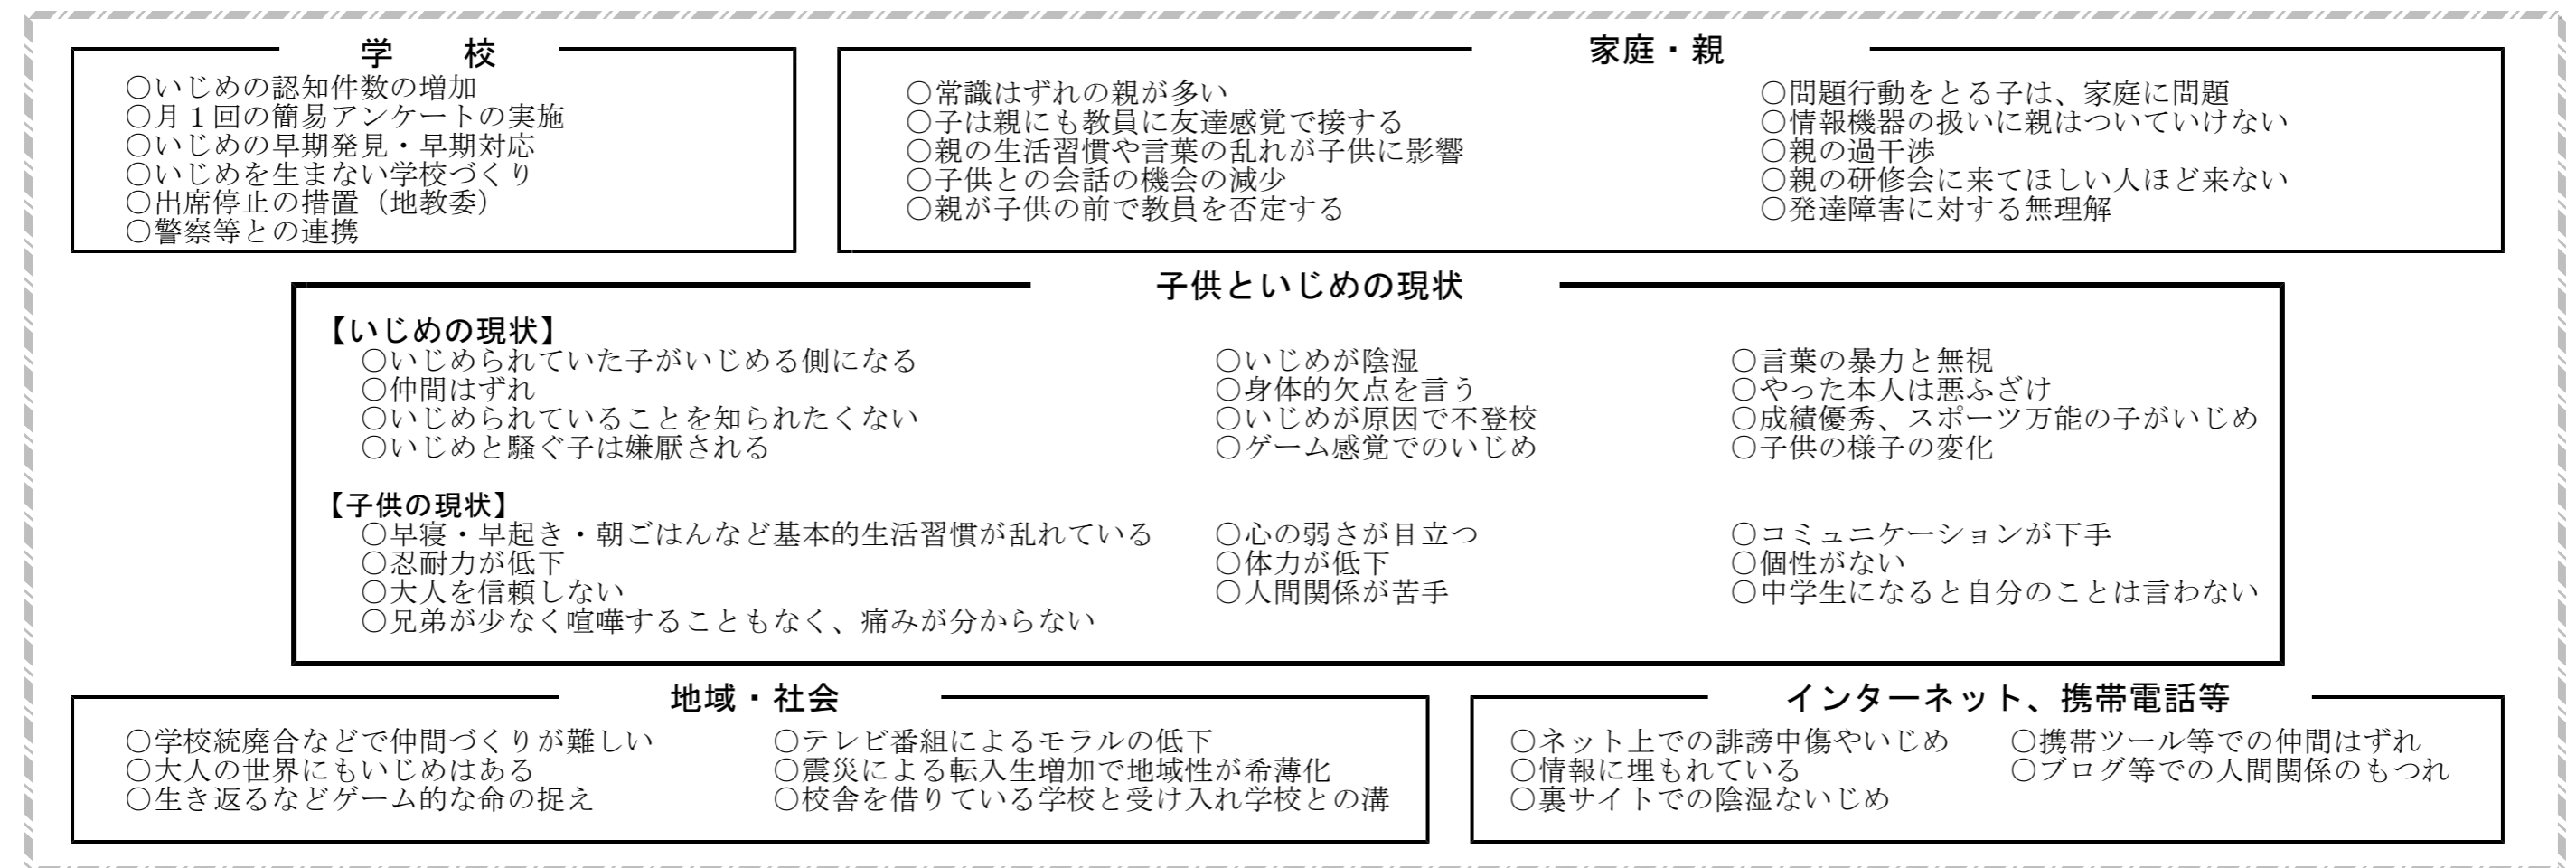 学　　校
○いじめの認知件数の増加
○月１回の簡易アンケートの実施
○いじめの早期発見・早期対応
○いじめを生まない学校づくり
○出席停止の措置（地教委）
○警察等との連携
家庭・親
○常識はずれの親が多い
○子は親にも教員に友達感覚で接する
○親の生活習慣や言葉の乱れが子供に影響
○子供との会話の機会の減少
○親が子供の前で教員を否定する
○問題行動をとる子は、家庭に問題
○情報機器の扱いに親はついていけない
○親の過干渉
○親の研修会に来てほしい人ほど来ない
○発達障害に対する無理解
子供といじめの現状
【いじめの現状】
○いじめられていた子がいじめる側になる
○仲間はずれ
○いじめられていることを知られたくない
○いじめと騒ぐ子は嫌厭される
○いじめが陰湿
○身体的欠点を言う
○いじめが原因で不登校
○ゲーム感覚でのいじめ
○言葉の暴力と無視
○やった本人は悪ふざけ
○成績優秀、スポーツ万能の子がいじめ
○子供の様子の変化
【子供の現状】
○早寝・早起き・朝ごはんなど基本的生活習慣が乱れている
○忍耐力が低下
○大人を信頼しない
○兄弟が少なく喧嘩することもなく、痛みが分からない
○心の弱さが目立つ
○体力が低下
○人間関係が苦手
○コミュニケーションが下手
○個性がない
○中学生になると自分のことは言わない
地域・社会
○学校統廃合などで仲間づくりが難しい
○大人の世界にもいじめはある
○生き返るなどゲーム的な命の捉え
○テレビ番組によるモラルの低下
○震災による転入生増加で地域性が希薄化
○校舎を借りている学校と受け入れ学校との溝
インターネット、携帯電話等
○ネット上での誹謗中傷やいじめ
○情報に埋もれている
○裏サイトでの陰湿ないじめ
○携帯ツール等での仲間はずれ
○ブログ等での人間関係のもつれ